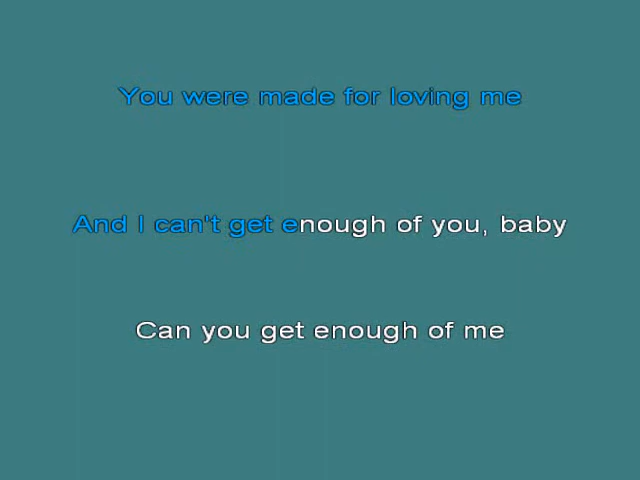 You were made for loving me
And I can't get enough of you, baby
Can you get enough of me